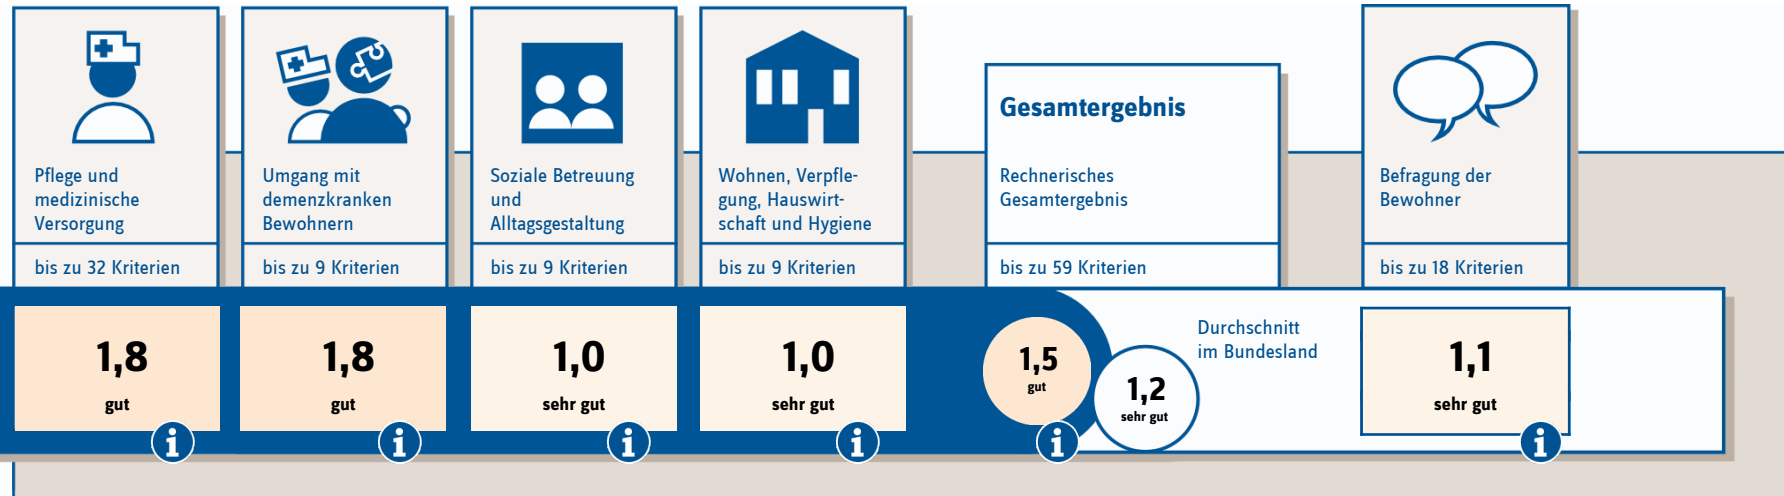 Pflege und
medizinische
Versorgung
bis zu 32 Kriterien
1,8
gut
i
Umgang mit
demenzkranken
Bewohnern
bis zu 9 Kriterien
1,8
gut
i
Soziale Betreuung
und
Alltagsgestaltung
bis zu 9 Kriterien
1,0
sehr gut
i
Wohnen, Verpfle-
gung, Hauswirt-
schaft und Hygiene
bis zu 9 Kriterien
1,0
sehr gut
i
Gesamtergebnis
Rechnerisches
Gesamtergebnis
bis zu 59 Kriterien
1,5
gut
i
1,2
sehr gut
Durchschnitt
im Bundesland
Befragung der
Bewohner
bis zu 18 Kriterien
1,1
sehr gut
i